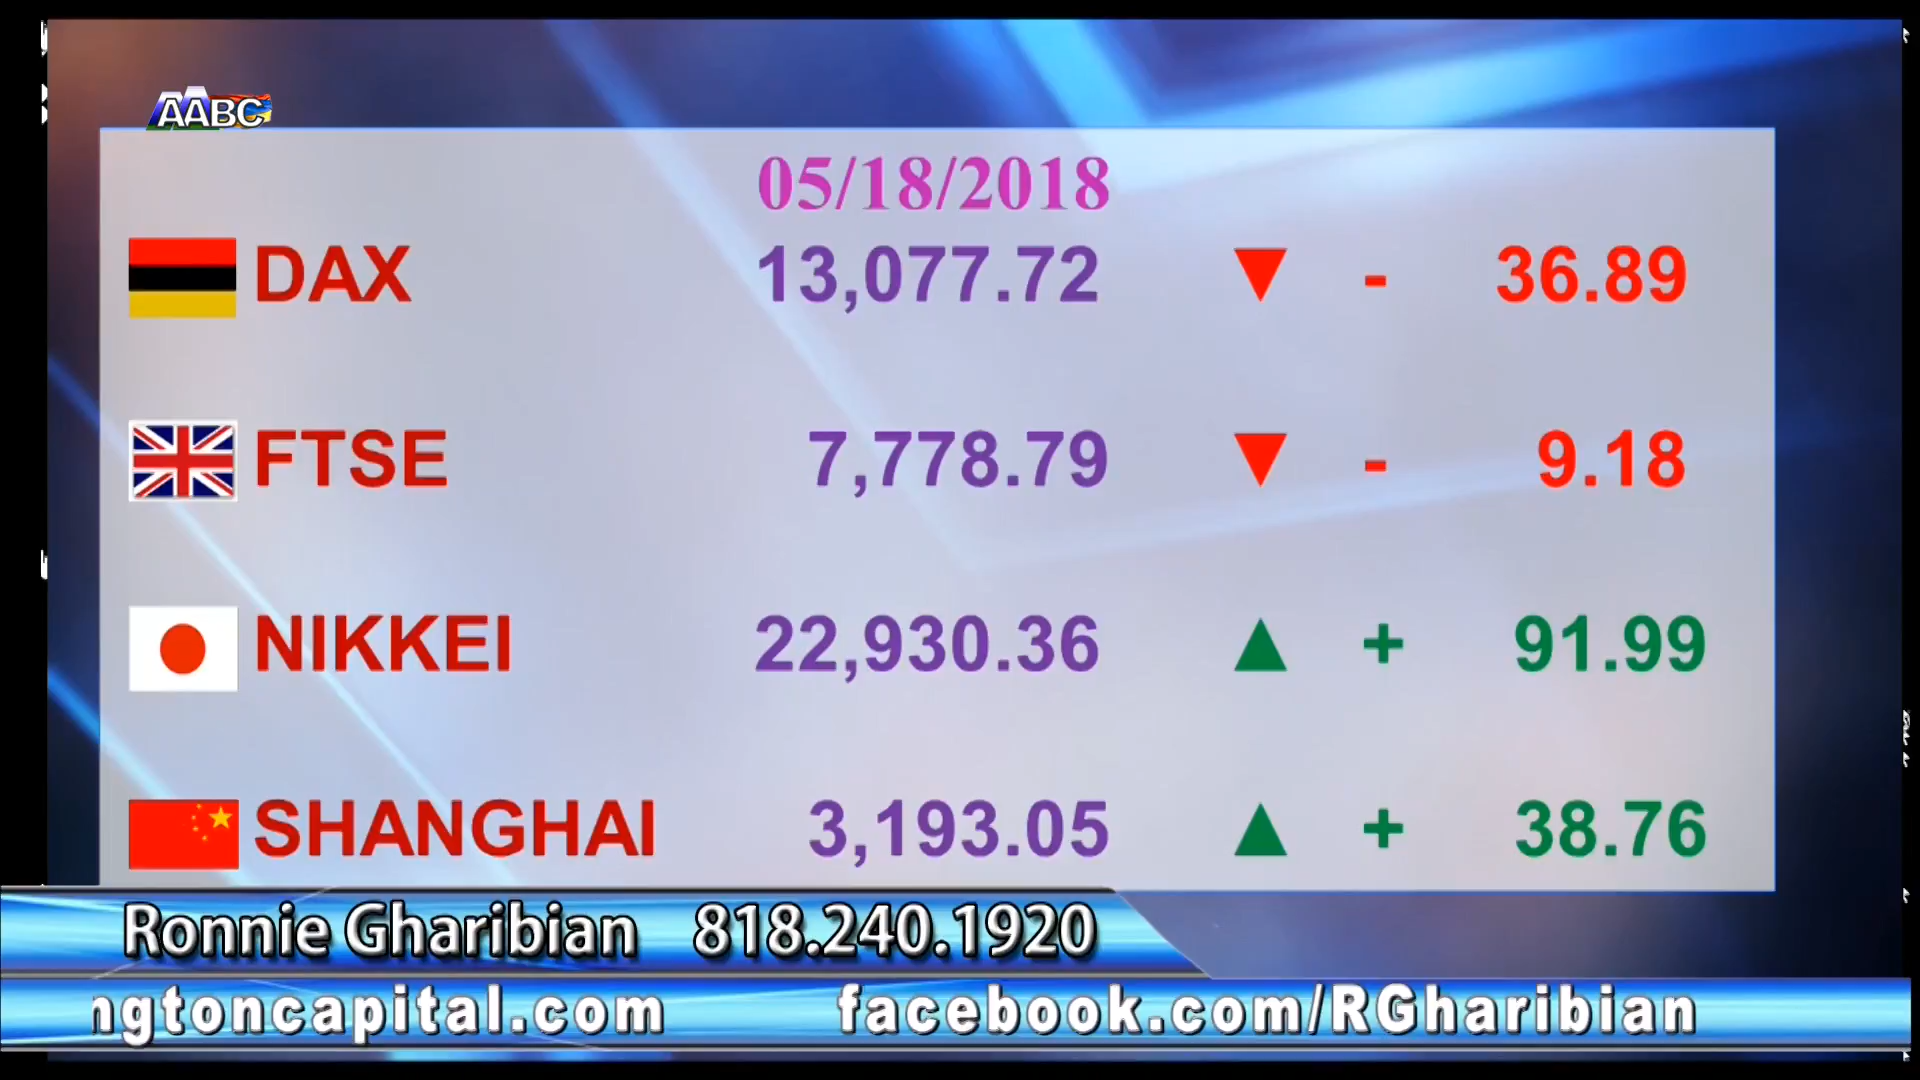 AABC
05/18/2018
DAX 13,077.72 ▼ - 36.89
FTSE 7,778.79 ▼ - 9.18
NIKKEI 22,930.36 ▲ + 91.99
SHANGHAI 3,193.05 ▲ + 38.76
Ronnie Gharibian 818.240.1920
ngtoncapital.com facebook.com/RGharibian